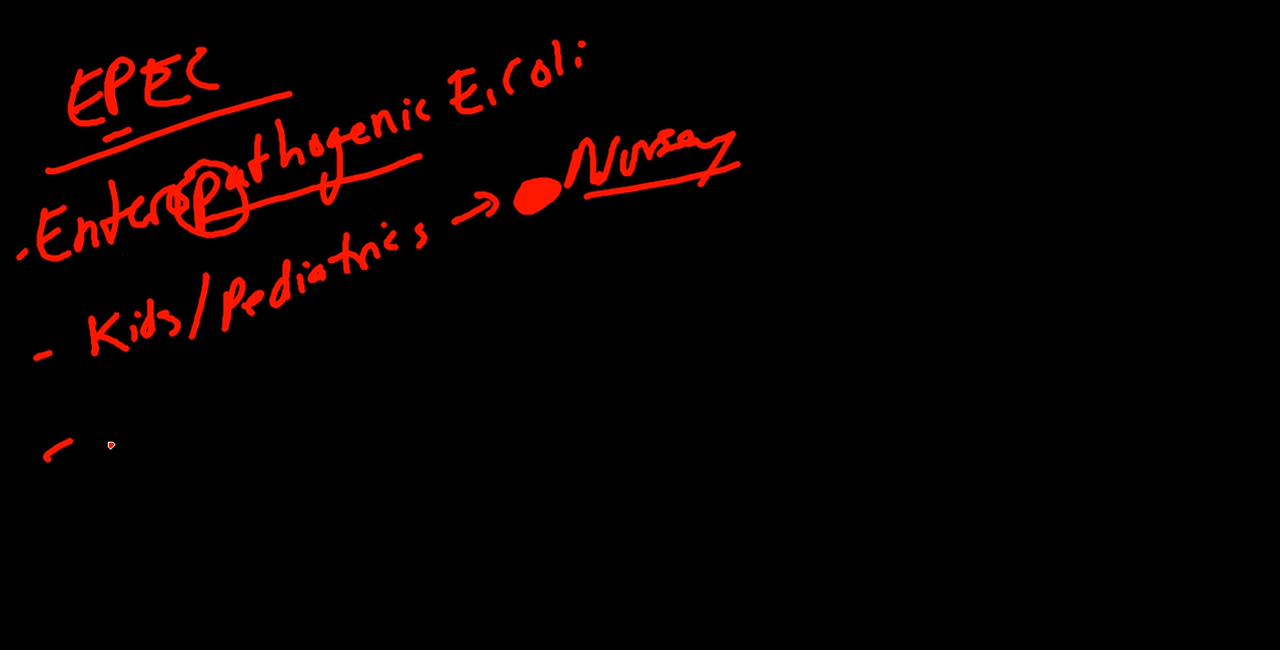 EPEC
- Enteropathogenic E. coli
- Kids/Pediatrics → Nursery
-